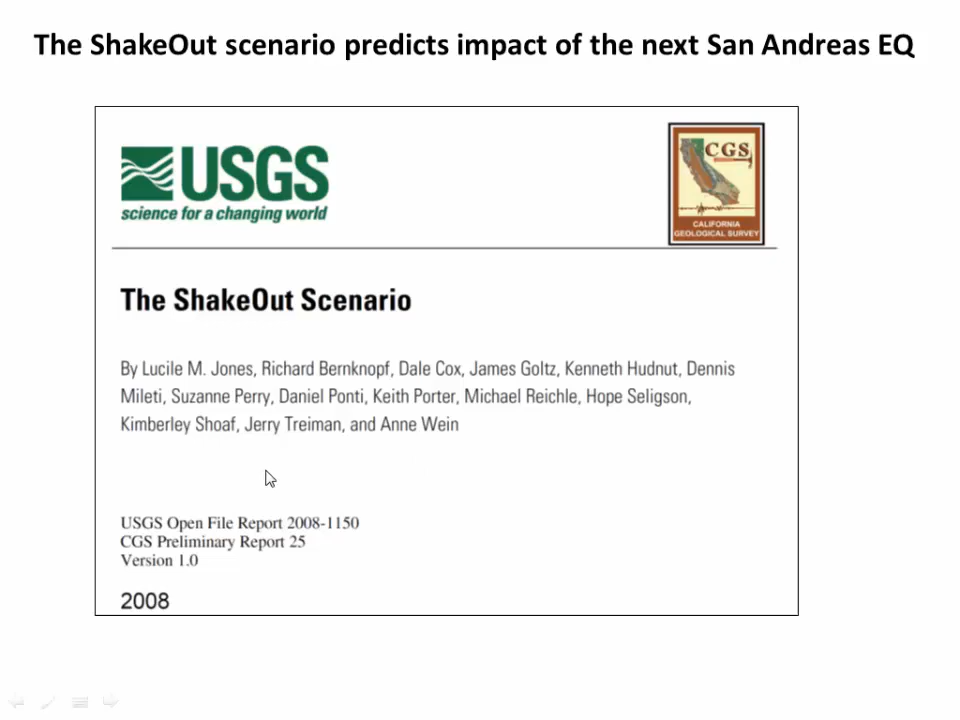 The ShakeOut scenario predicts impact of the next San Andreas EQ
USGS
science for a changing world
CGS
CALIFORNIA
GEOLOGICAL SURVEY
The ShakeOut Scenario
By Lucile M. Jones, Richard Bernknopf, Dale Cox, James Goltz, Kenneth Hudnut, Dennis
Mileti, Suzanne Perry, Daniel Ponti, Keith Porter, Michael Reichle, Hope Seligson,
Kimberley Shoaf, Jerry Treiman, and Anne Wein
USGS Open File Report 2008-1150
CGS Preliminary Report 25
Version 1.0
2008